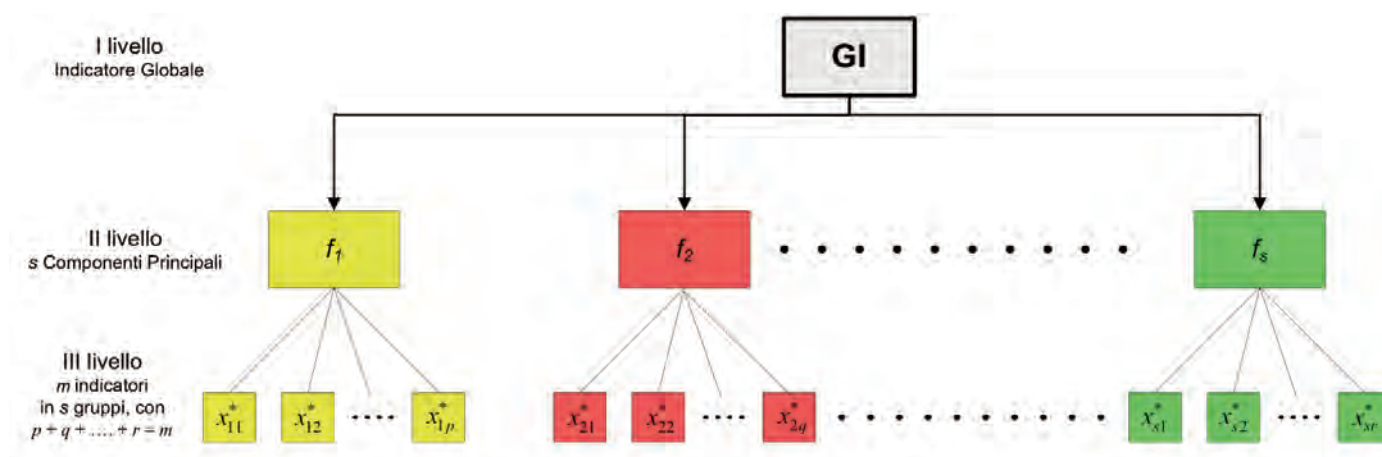 I livello
Indicatore Globale
GI
II livello
s Componenti Principali
f₁
f₂
fₛ
III livello
m indicatori
in s gruppi, con
p + q + ..... + r = m
x*₁₁ x*₁₂ x*₁ₚ x*₂₁ x*₂₂ x*₂q x*ₛ₁ x*ₛ₂ x*ₛᵣ